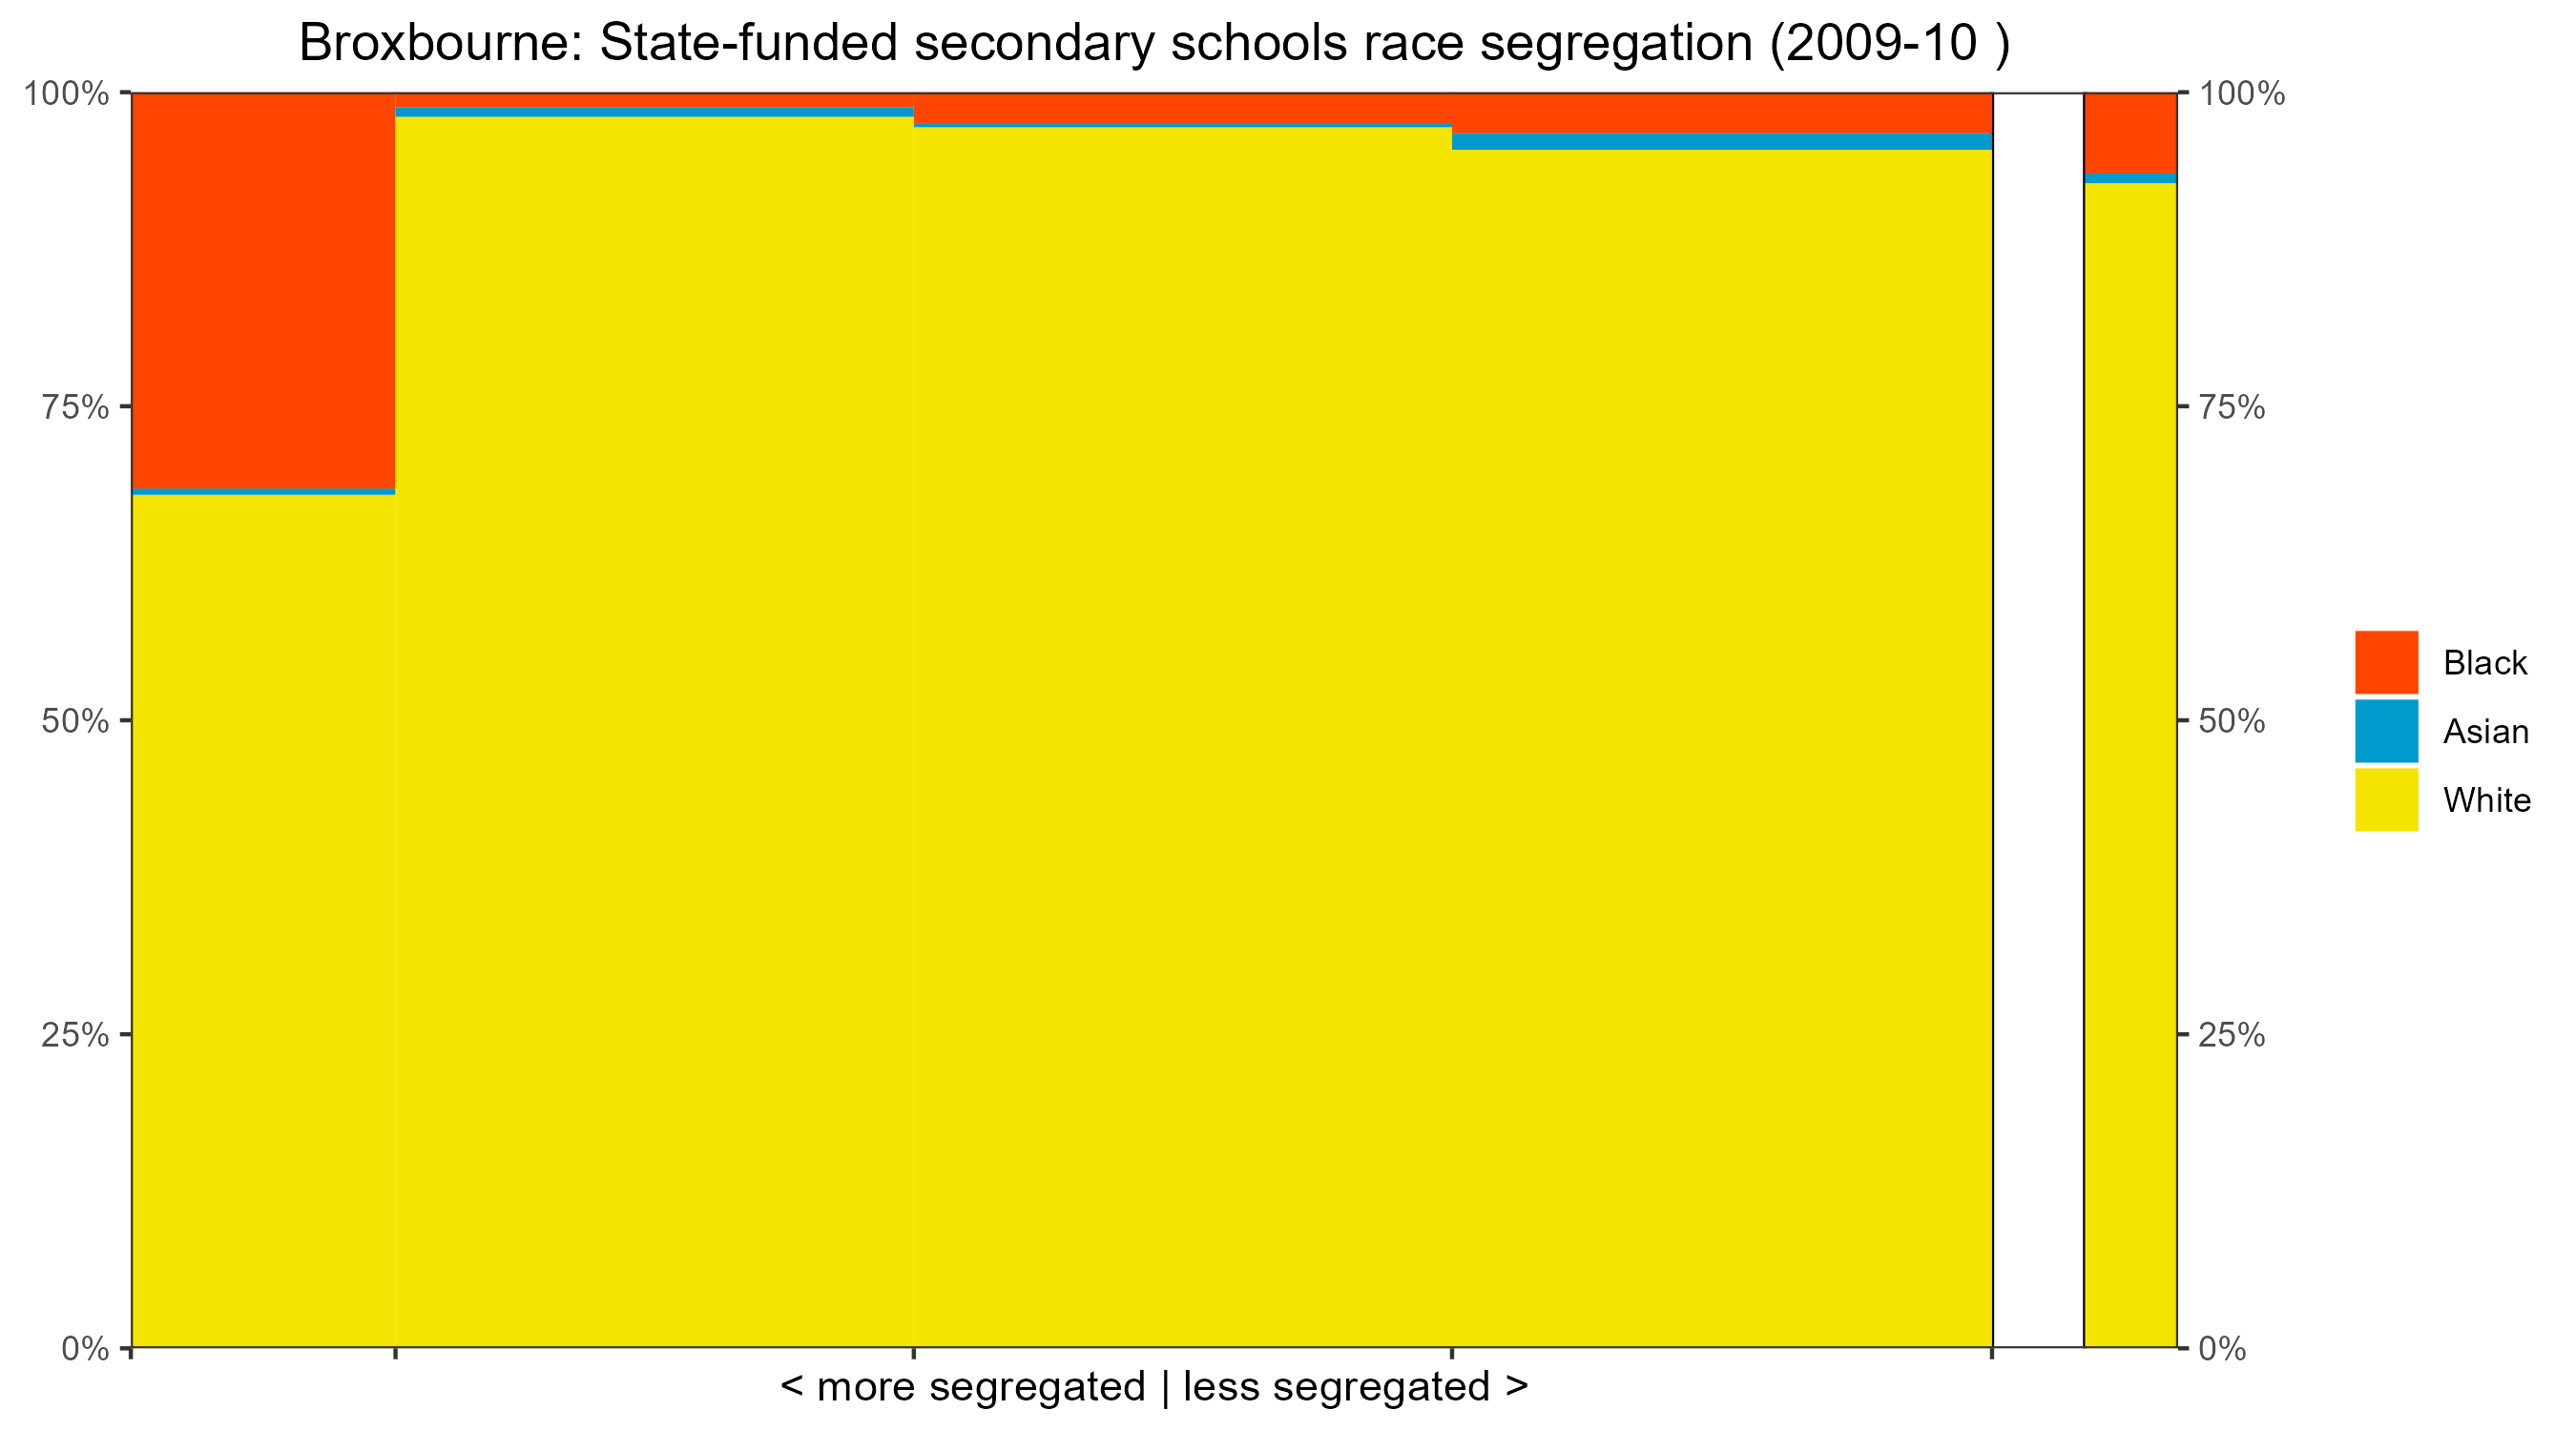 Broxbourne: State-funded secondary schools race segregation (2009-10 )
100%
75%
50%
25%
0%
100%
75%
50%
25%
0%
< more segregated | less segregated >
Black
Asian
White